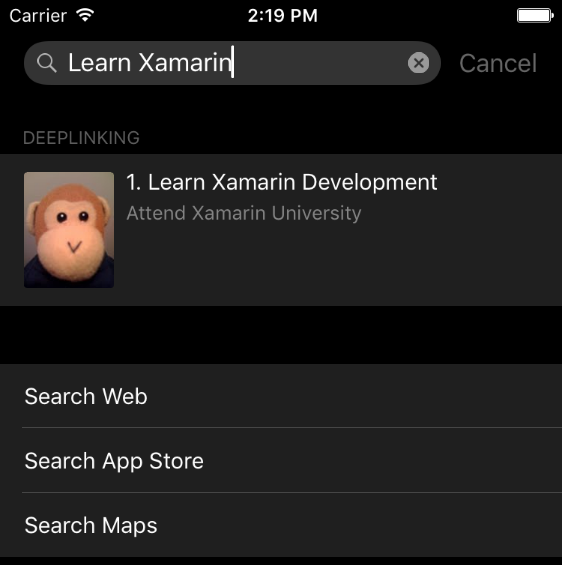 Carrier 2:19 PM
Learn Xamarin Cancel
DEEPLINKING
1. Learn Xamarin Development
Attend Xamarin University
Search Web
Search App Store
Search Maps